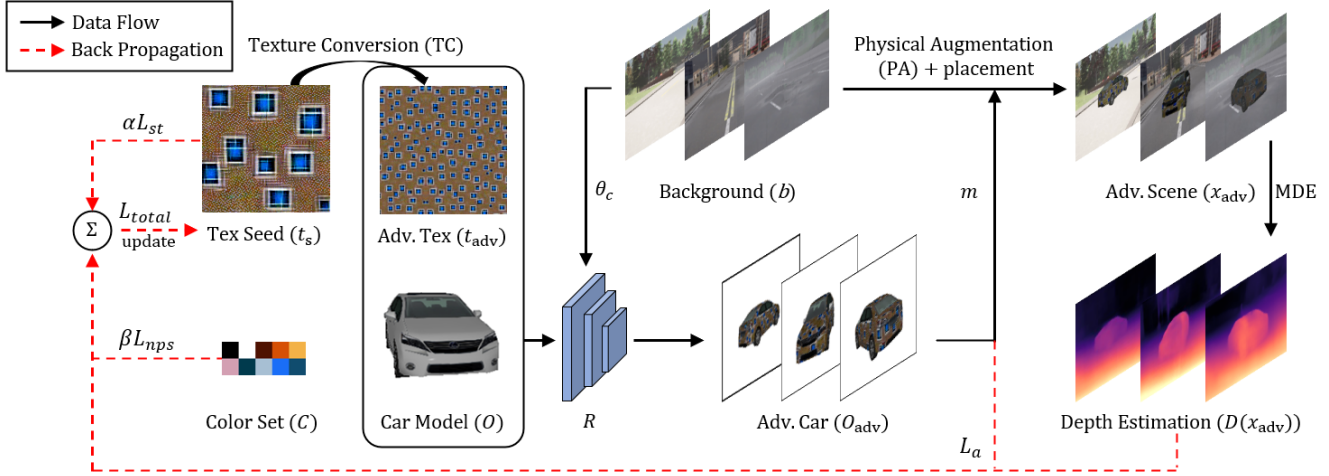 Data Flow
Back Propagation
Texture Conversion (TC)
Physical Augmentation
(PA) + placement
αL_st
θ_c
m
Background (b)
Adv. Scene (x_adv)
MDE
L_total
update
Σ
Tex Seed (t_s)
Adv. Tex (t_adv)
βL_nps
Color Set (C)
Car Model (O)
R
Adv. Car (O_adv)
Depth Estimation (D(x_adv))
L_a